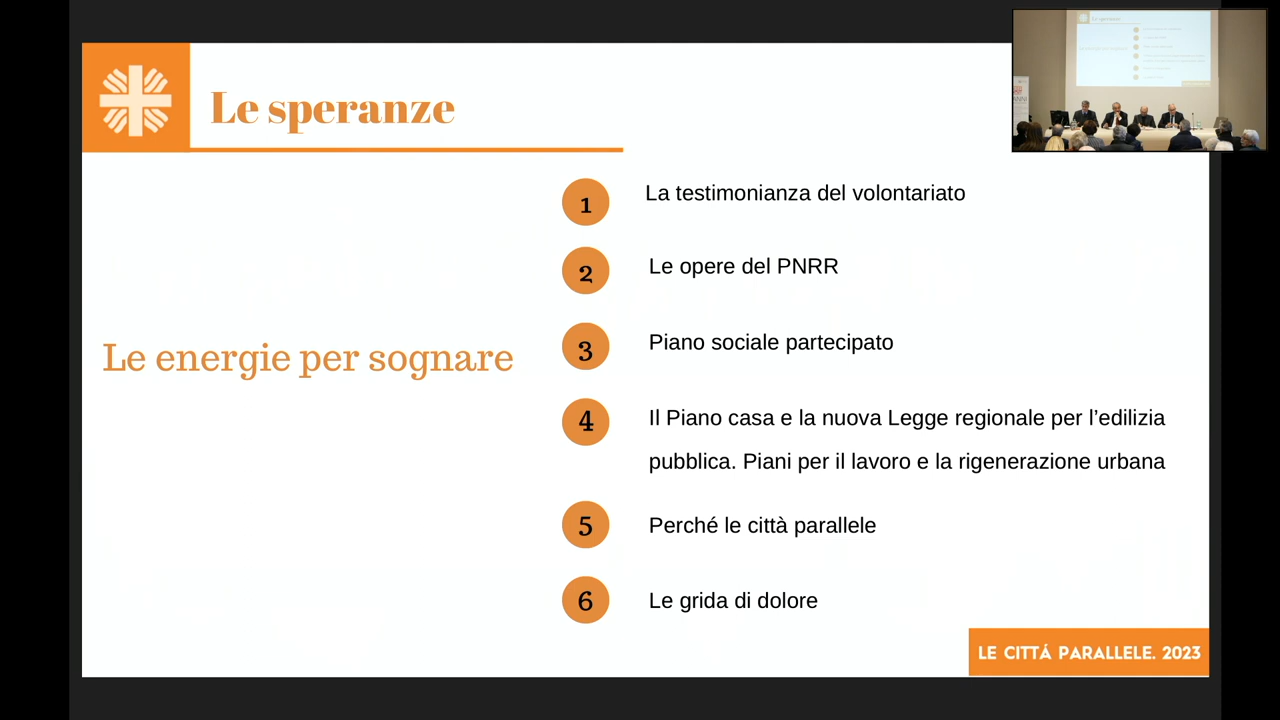 Le speranze
Le energie per sognare
1
La testimonianza del volontariato
2
Le opere del PNRR
3
Piano sociale partecipato
4
Il Piano casa e la nuova Legge regionale per l’edilizia
pubblica. Piani per il lavoro e la rigenerazione urbana
5
Perché le città parallele
6
Le grida di dolore
LE CITTÁ PARALLELE. 2023